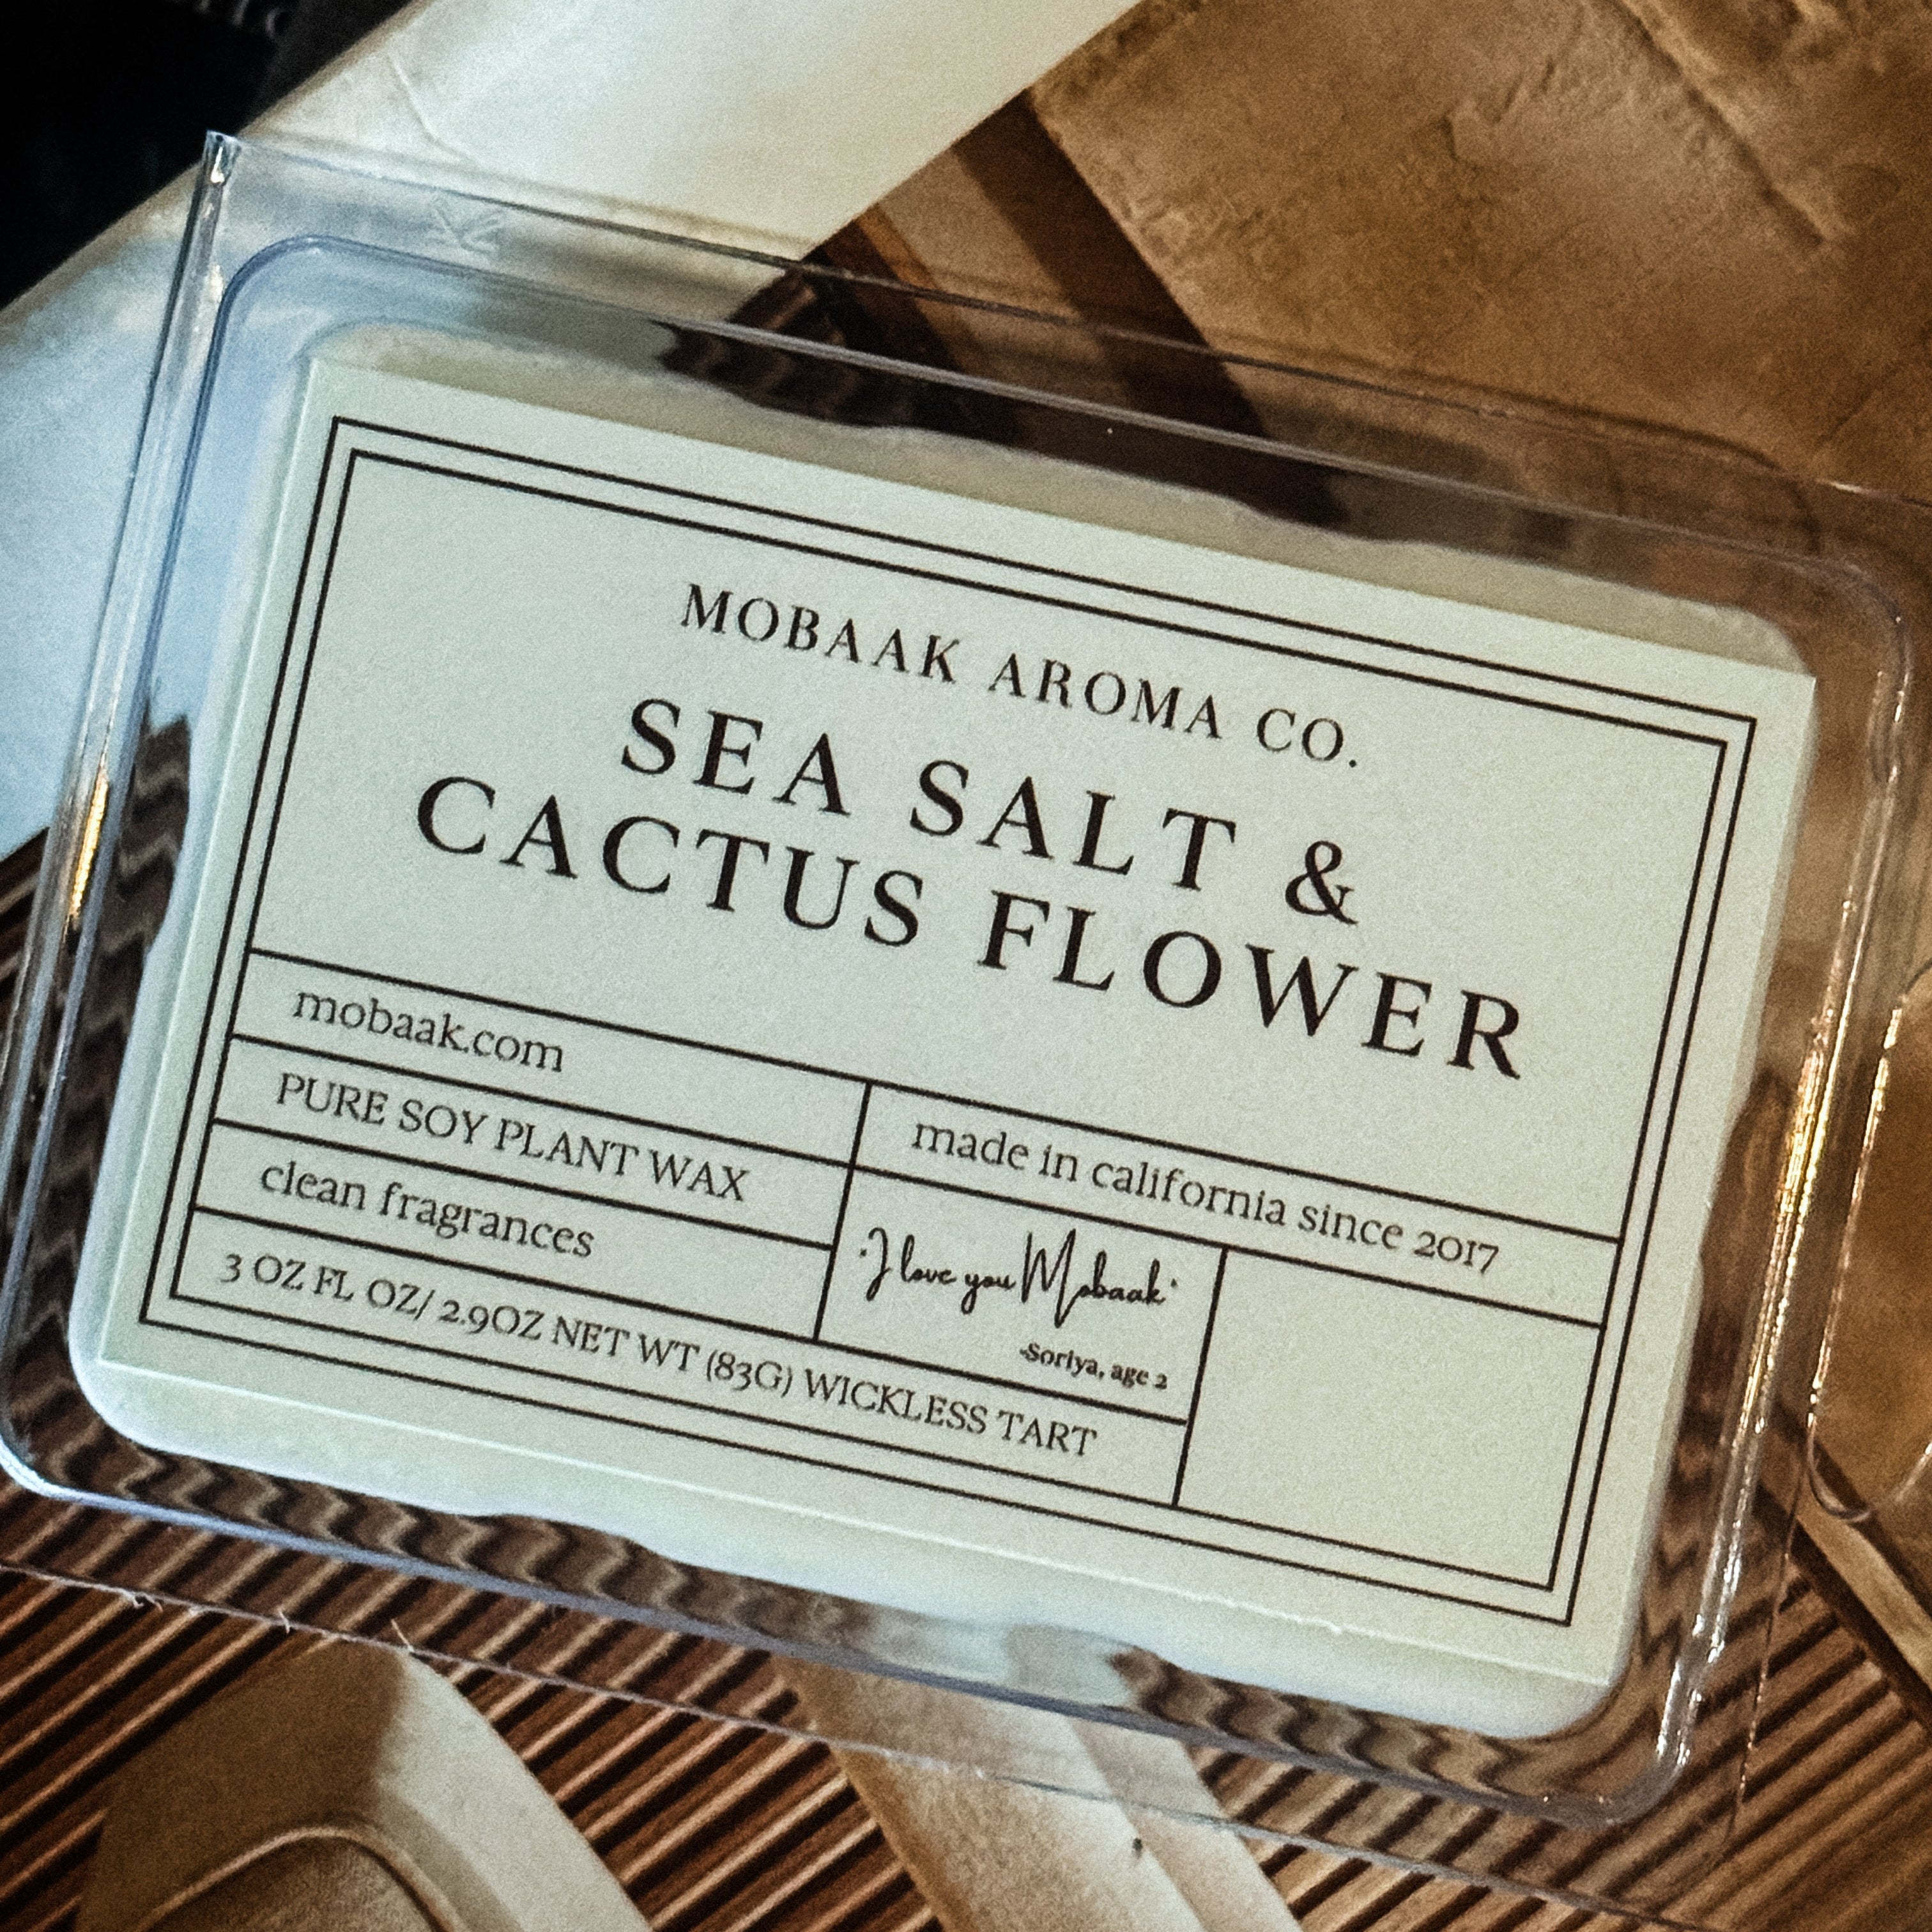 MOBAAK AROMA CO.
SEA SALT &
CACTUS FLOWER
mobaak.com
PURE SOY PLANT WAX
clean fragrances
3 OZ FL OZ/ 2.9OZ NET WT (83G) WICKLESS TART
made in california since 2017
"I love you Mobaak"
-Soriya, age 2